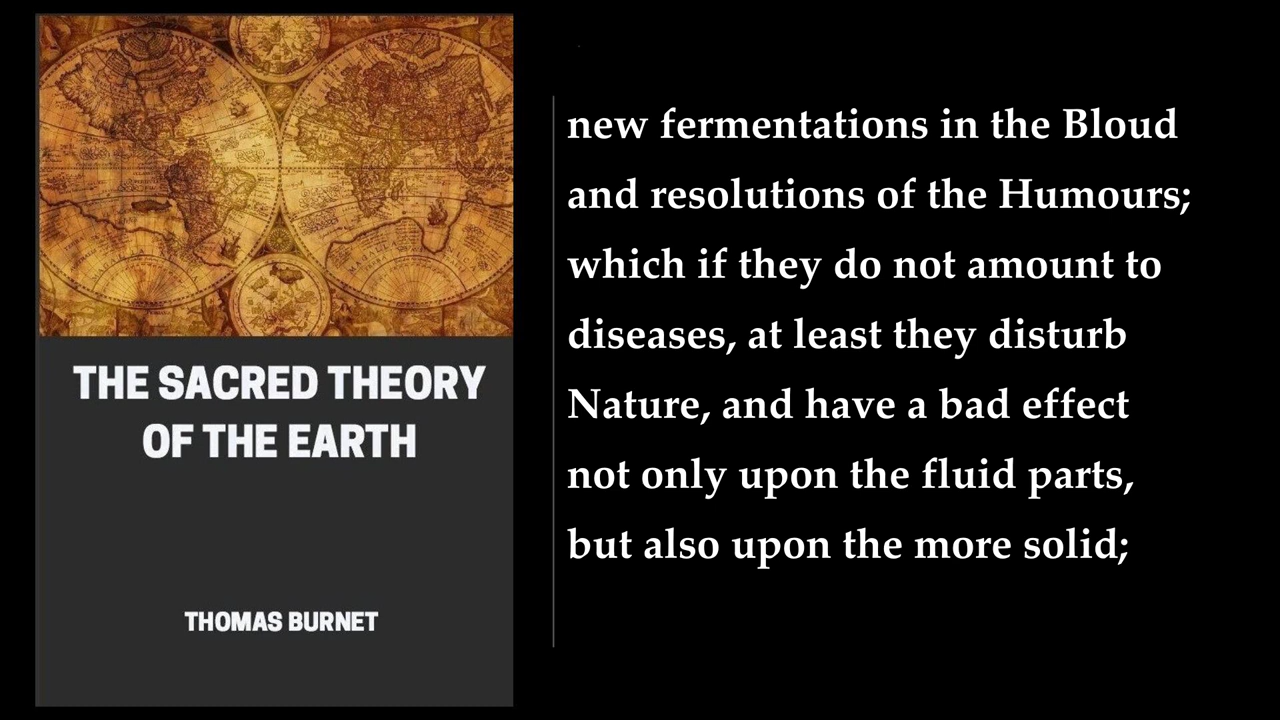 THE SACRED THEORY
OF THE EARTH
THOMAS BURNET
new fermentations in the Bloud
and resolutions of the Humours;
which if they do not amount to
diseases, at least they disturb
Nature, and have a bad effect
not only upon the fluid parts,
but also upon the more solid;